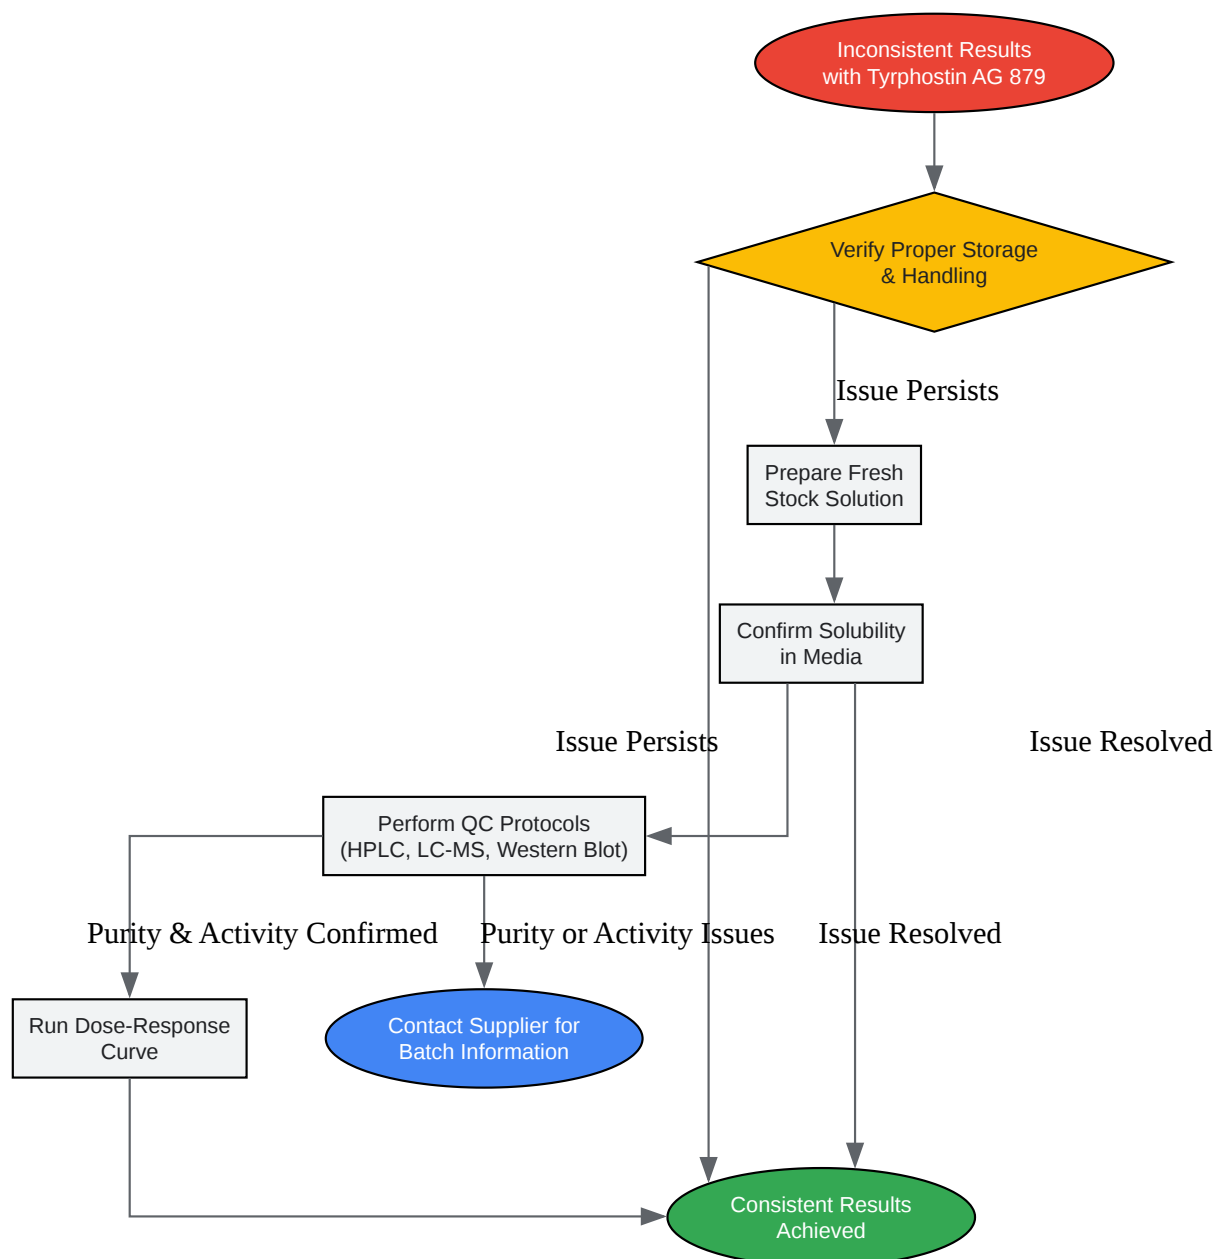 Inconsistent Results
with Tyrphostin AG 879
Verify Proper Storage
& Handling
Issue Persists
Prepare Fresh
Stock Solution
Confirm Solubility
in Media
Issue Persists
Issue Resolved
Perform QC Protocols
(HPLC, LC-MS, Western Blot)
Purity & Activity Confirmed
Purity or Activity Issues
Issue Resolved
Run Dose-Response
Curve
Contact Supplier for
Batch Information
Consistent Results
Achieved